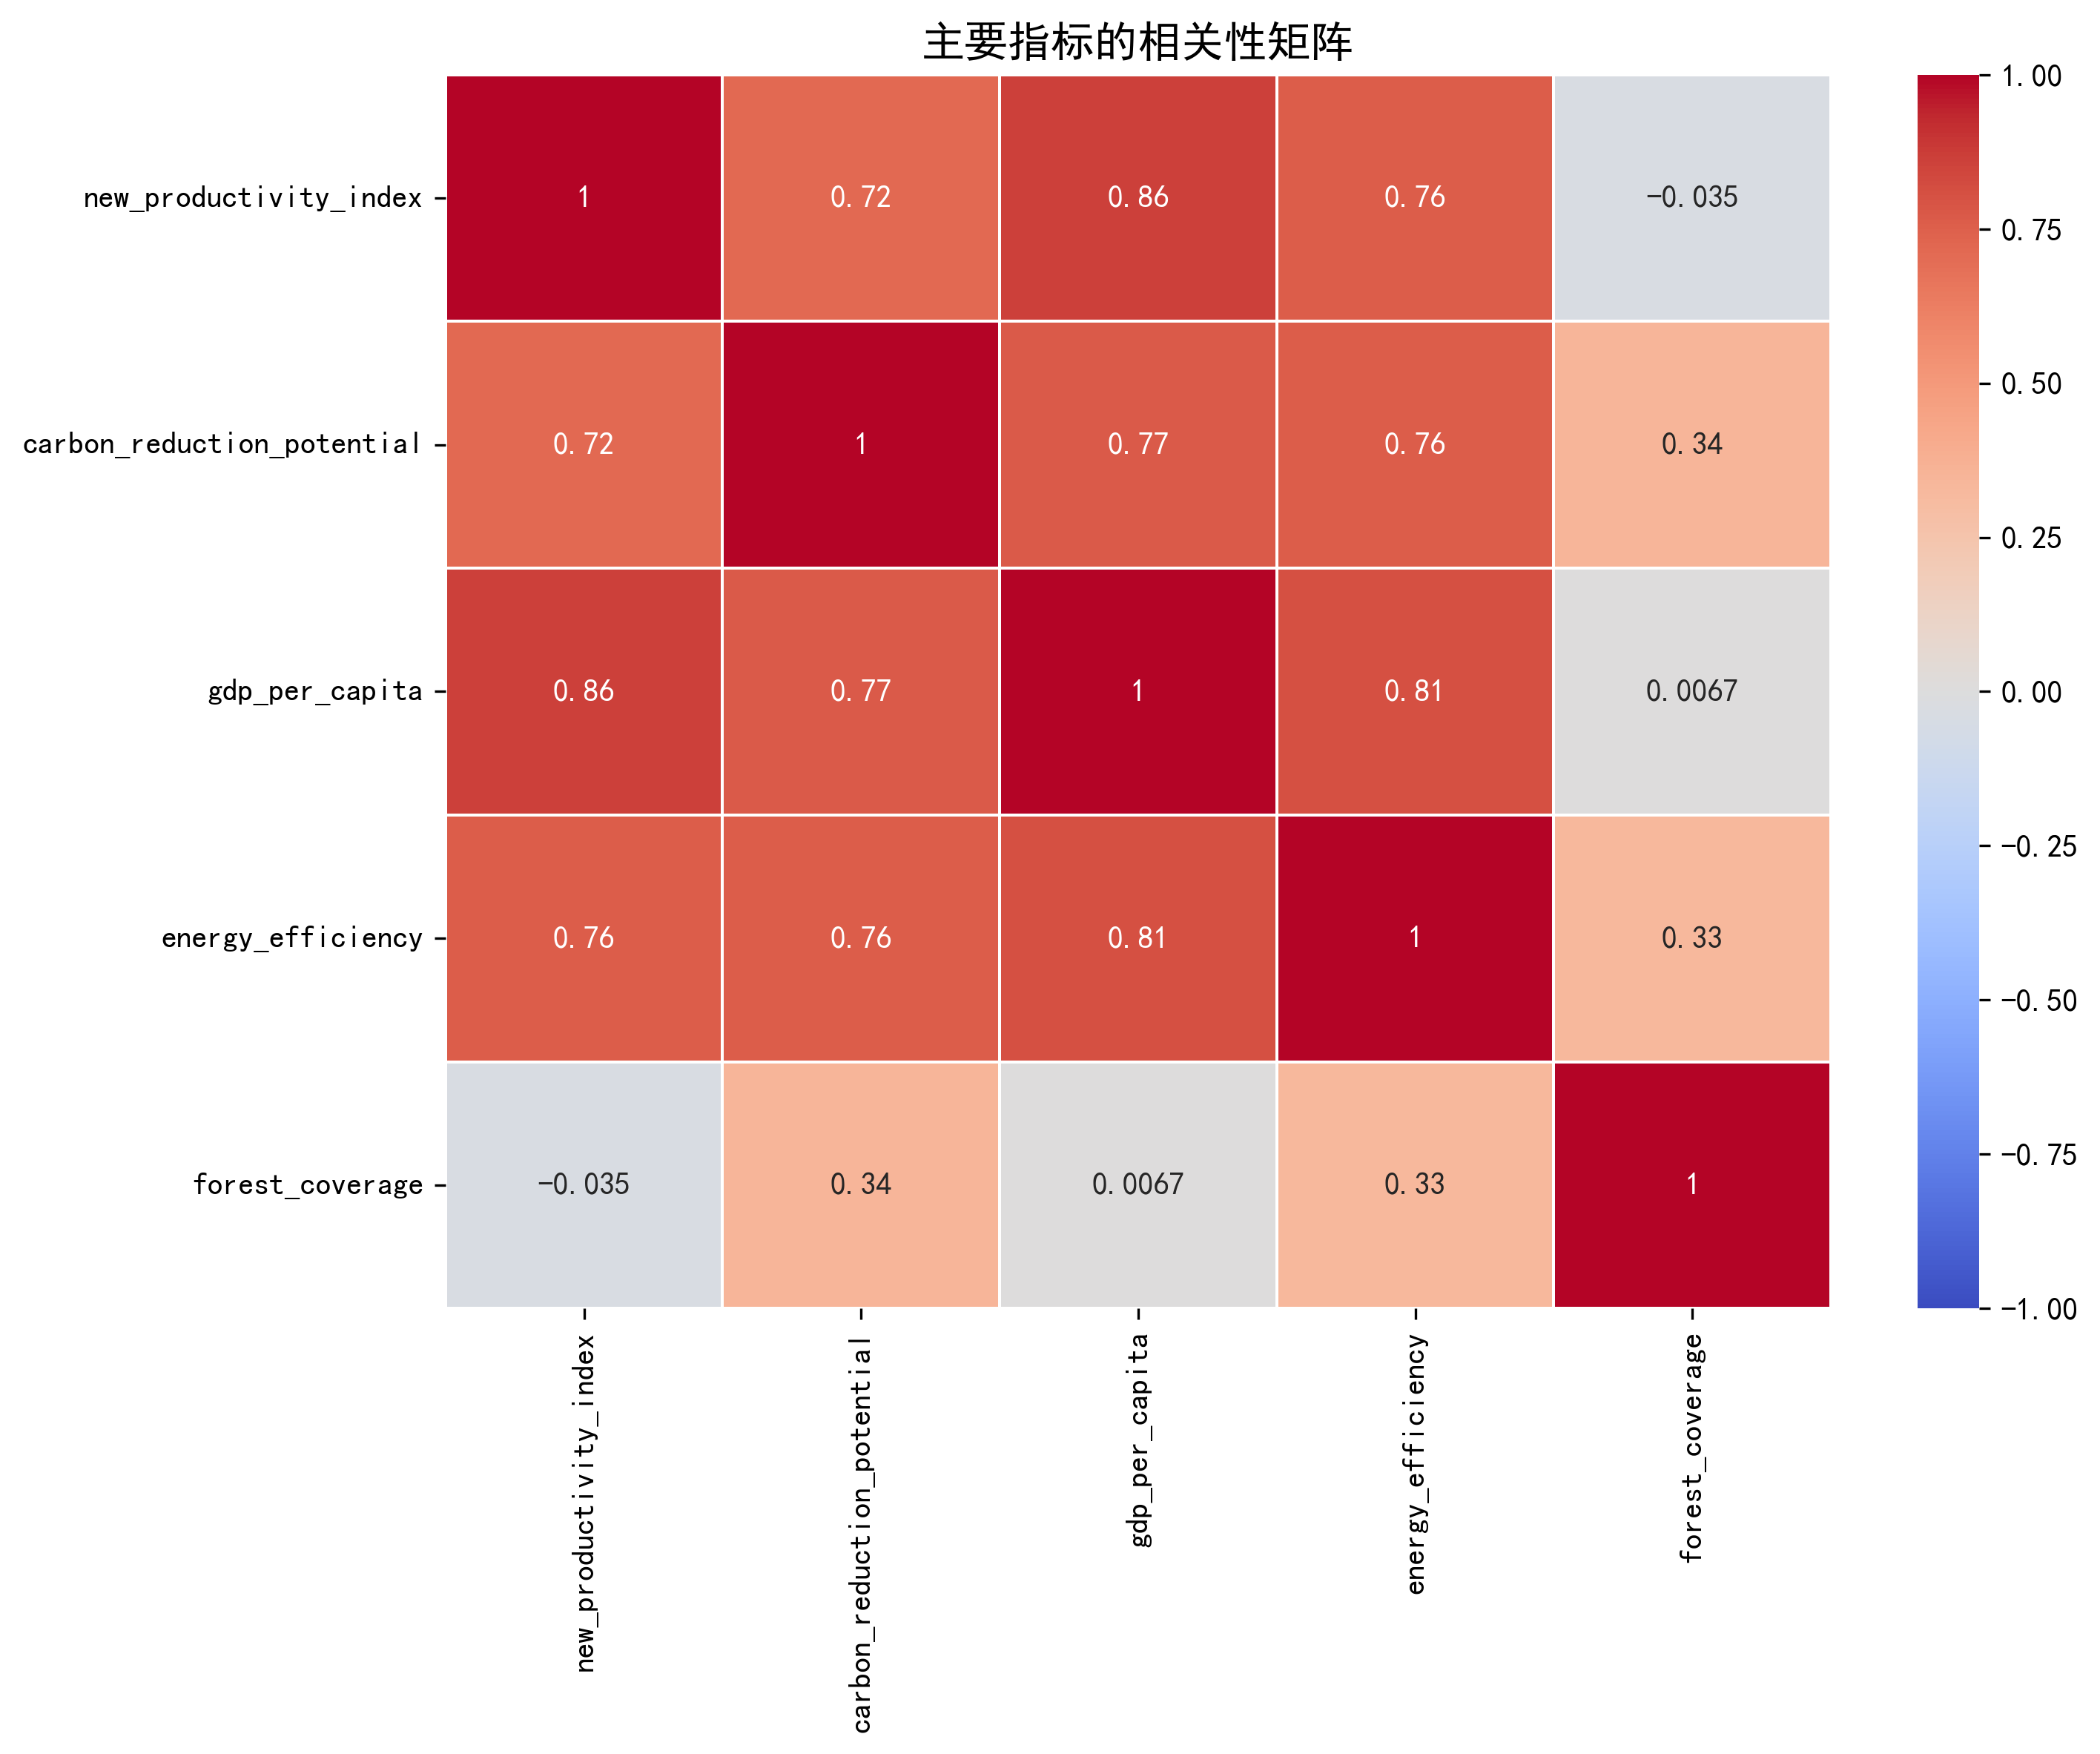 主要指标的相关性矩阵
new_productivity_index 1 0.72 0.86 0.76 −0.035
carbon_reduction_potential 0.72 1 0.77 0.76 0.34
gdp_per_capita 0.86 0.77 1 0.81 0.0067
energy_efficiency 0.76 0.76 0.81 1 0.33
forest_coverage −0.035 0.34 0.0067 0.33 1
new_productivity_index
carbon_reduction_potential
gdp_per_capita
energy_efficiency
forest_coverage
1.00
0.75
0.50
0.25
0.00
−0.25
−0.50
−0.75
−1.00